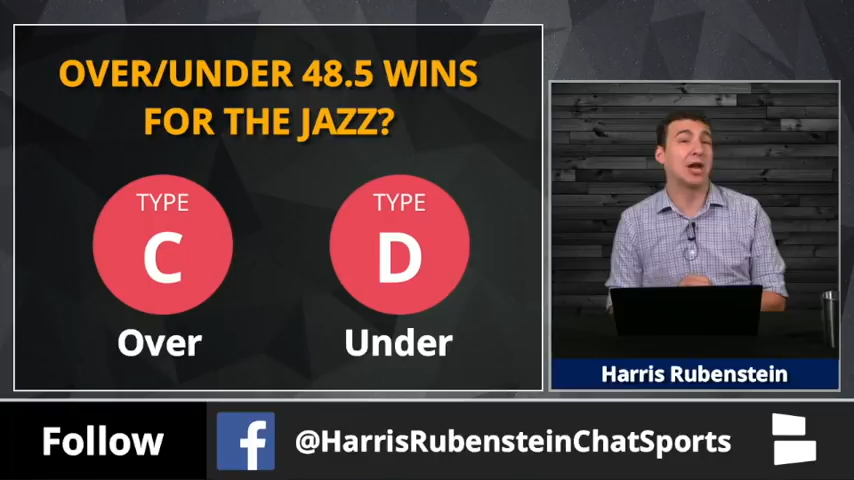 OVER/UNDER 48.5 WINS
FOR THE JAZZ?
TYPE
C
Over
TYPE
D
Under
Harris Rubenstein
Follow
@HarrisRubensteinChatSports